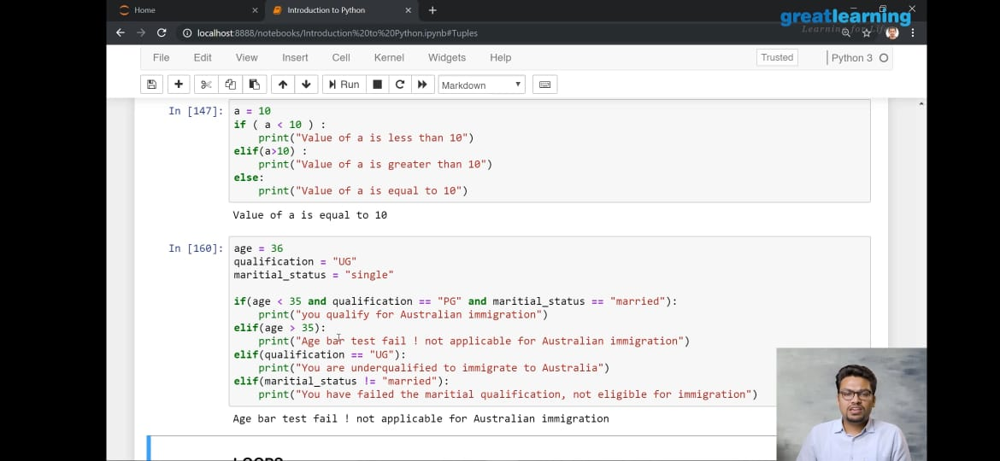 Home
Introduction to Python
greatlearning
Learning for Life
localhost:8888/notebooks/Introduction%20to%20Python.ipynb#Tuples
File Edit View Insert Cell Kernel Widgets Help Trusted Python 3
Run Markdown
In [147]: a = 10
if ( a < 10 ) :
    print("Value of a is less than 10")
elif(a>10) :
    print("Value of a is greater than 10")
else:
    print("Value of a is equal to 10")
Value of a is equal to 10
In [160]: age = 36
qualification = "UG"
maritial_status = "single"
if(age < 35 and qualification == "PG" and maritial_status == "married"):
    print("you qualify for Australian immigration")
elif(age > 35):
    print("Age bar test fail ! not applicable for Australian immigration")
elif(qualification == "UG"):
    print("You are underqualified to immigrate to Australia")
elif(maritial_status != "married"):
    print("You have failed the maritial qualification, not eligible for immigration")
Age bar test fail ! not applicable for Australian immigration
LOOPS